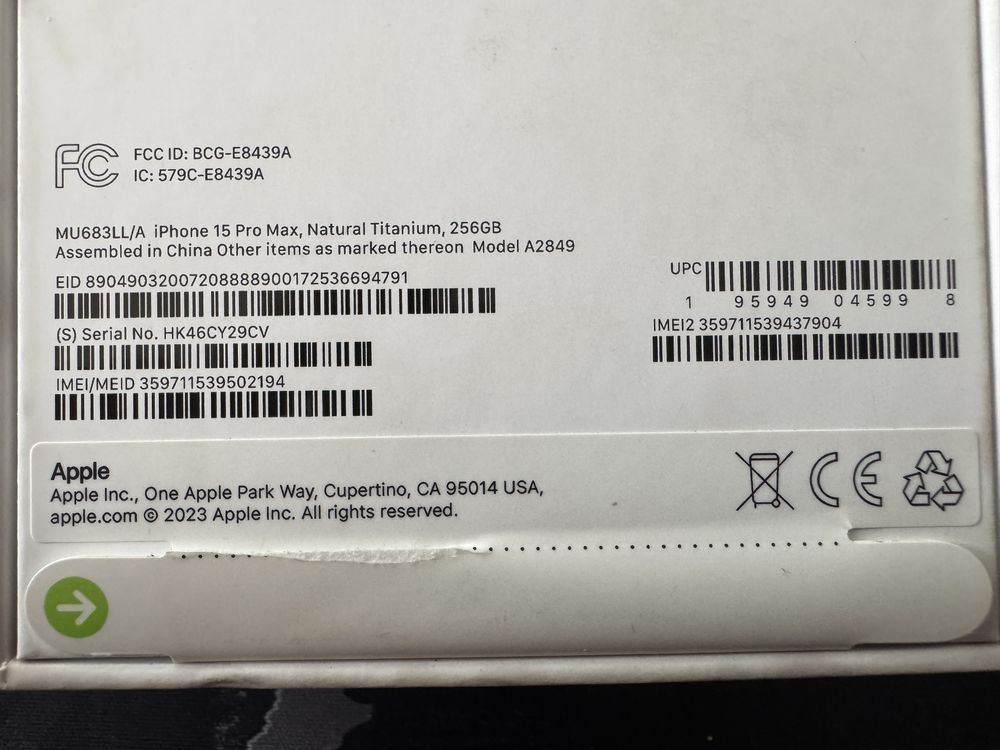 FC FCC ID: BCG-E8439A
IC: 579C-E8439A
MU683LL/A iPhone 15 Pro Max, Natural Titanium, 256GB
Assembled in China Other items as marked thereon Model A2849
EID 89049032007208888900172536694791
(S) Serial No. HK46CY29CV
IMEI/MEID 359711539502194
UPC
1 95949 04599 8
IMEI2 359711539437904
Apple
Apple Inc., One Apple Park Way, Cupertino, CA 95014 USA,
apple.com © 2023 Apple Inc. All rights reserved.
CE